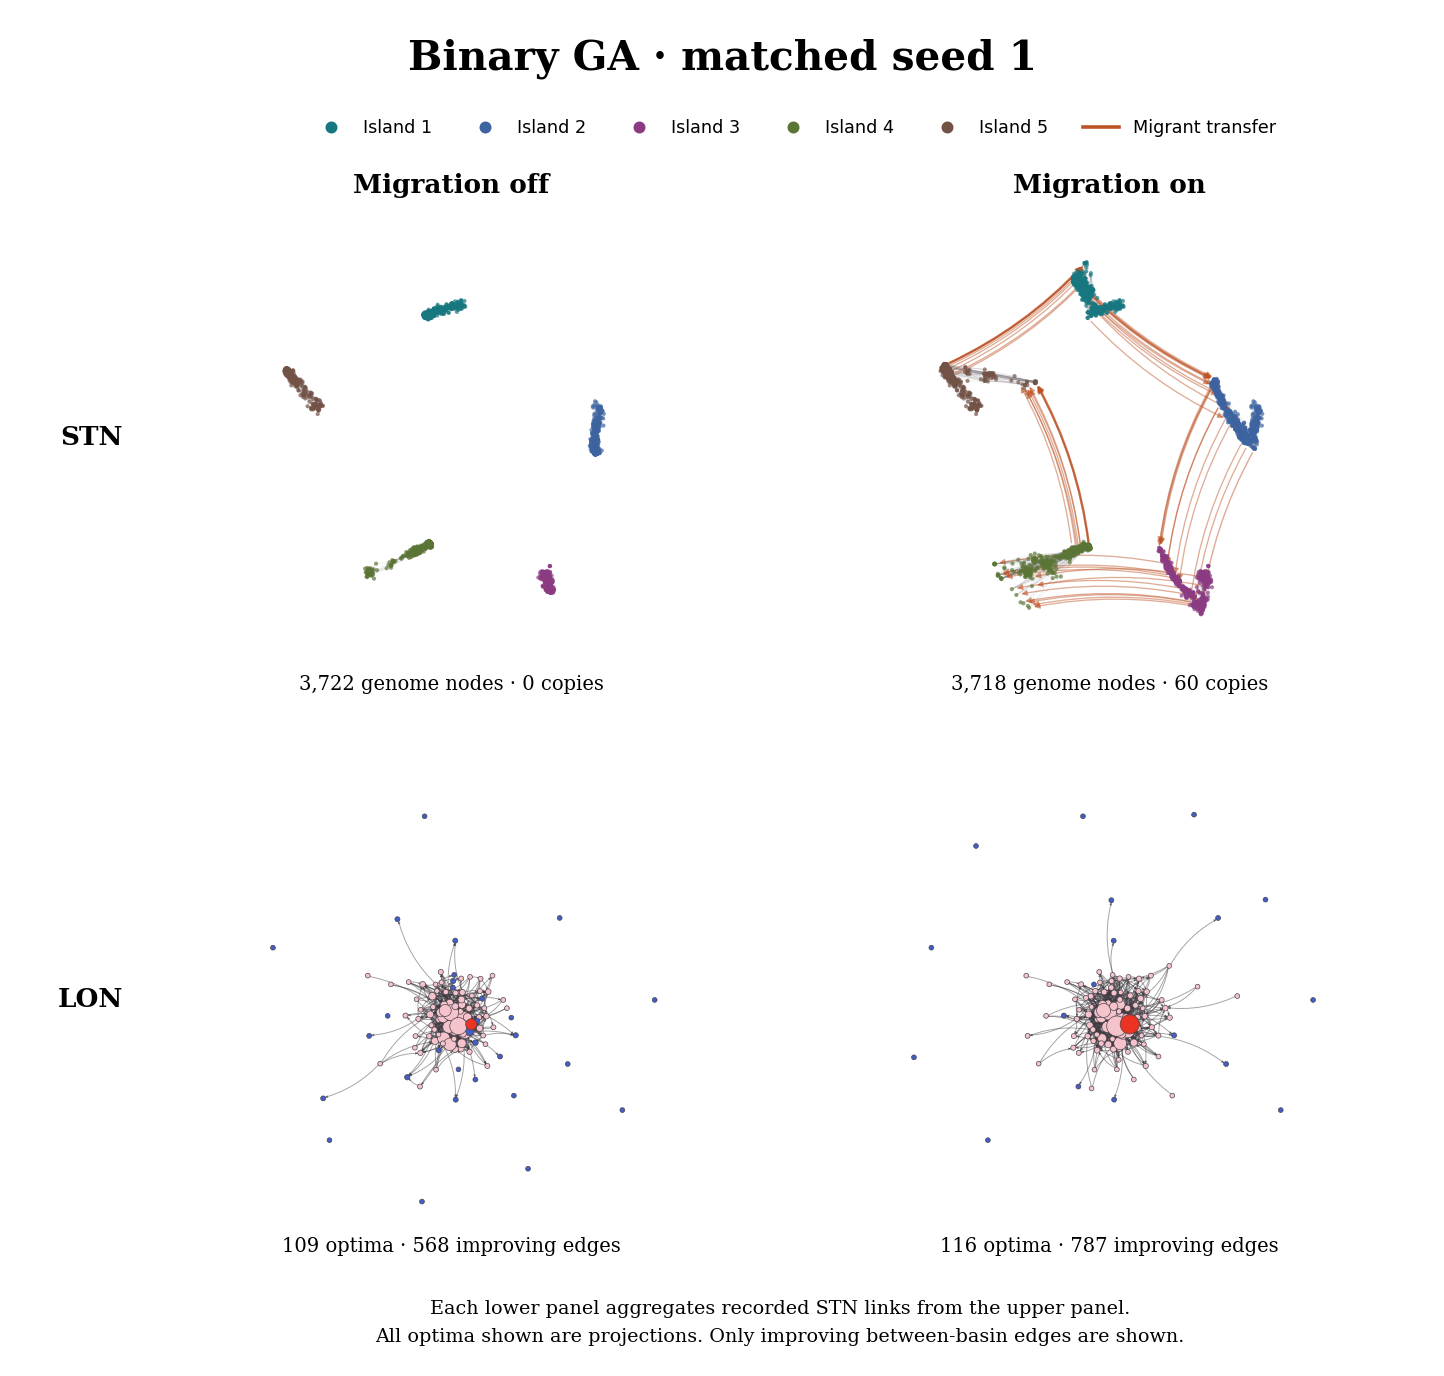 Binary GA · matched seed 1
Island 1
Island 2
Island 3
Island 4
Island 5
Migrant transfer
Migration off
Migration on
STN
3,722 genome nodes · 0 copies
3,718 genome nodes · 60 copies
LON
109 optima · 568 improving edges
116 optima · 787 improving edges
Each lower panel aggregates recorded STN links from the upper panel.
All optima shown are projections. Only improving between-basin edges are shown.